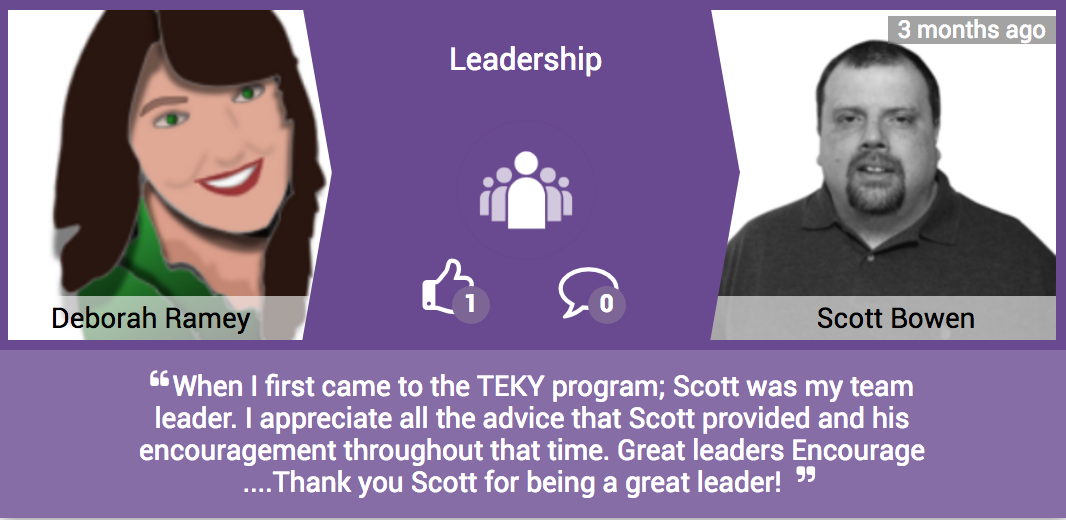 3 months ago
Leadership
1
0
Deborah Ramey
Scott Bowen
“When I first came to the TEKY program; Scott was my team
leader. I appreciate all the advice that Scott provided and his
encouragement throughout that time. Great leaders Encourage
....Thank you Scott for being a great leader! ”